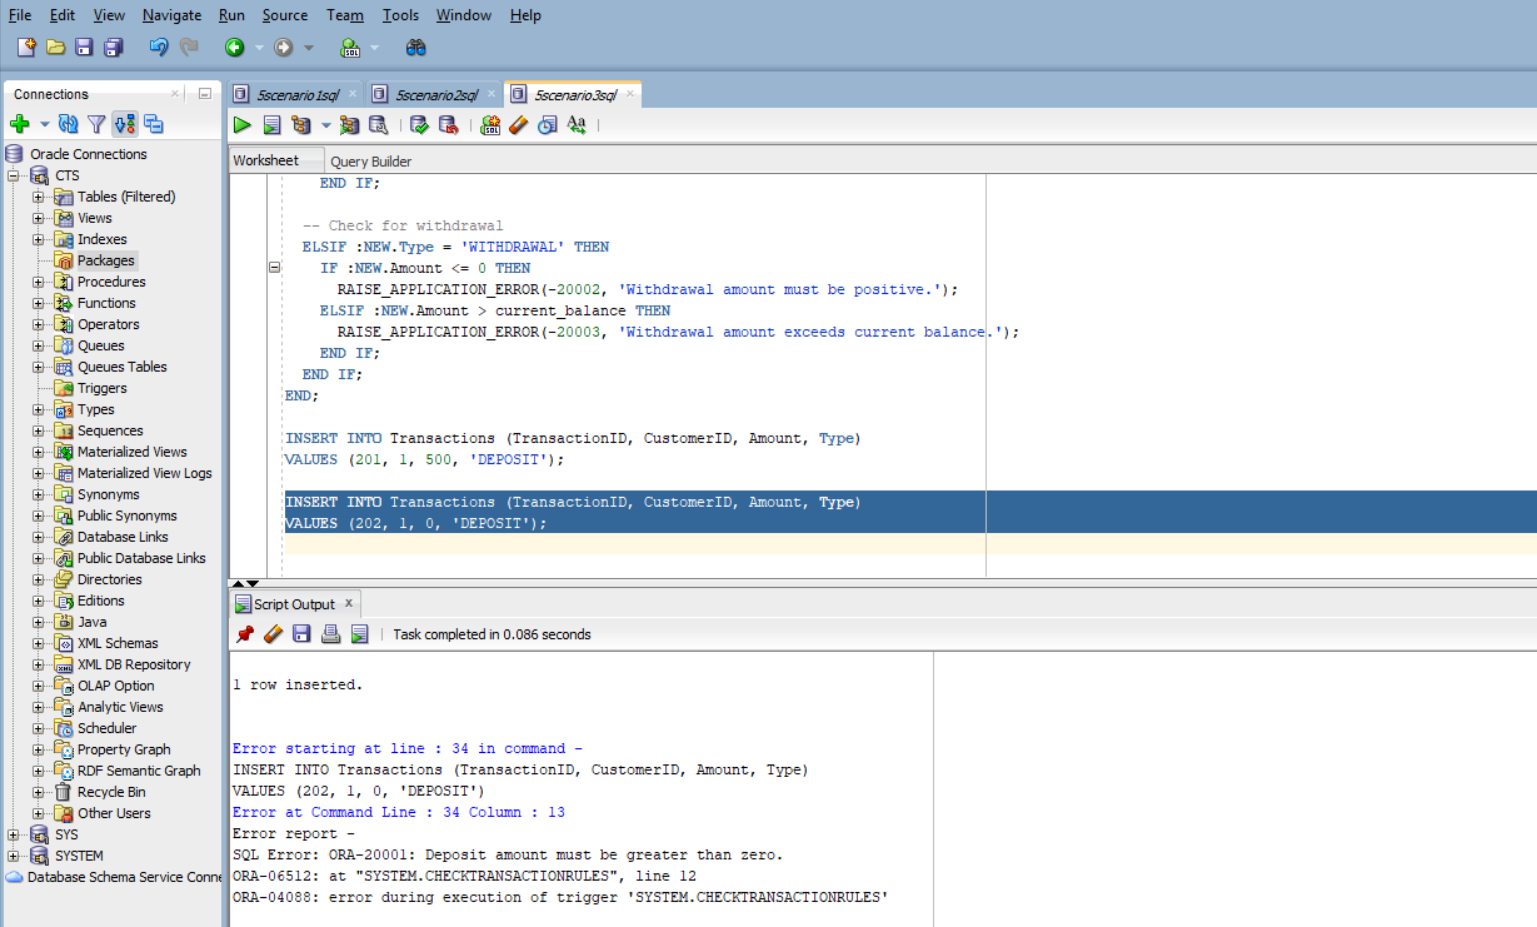 File Edit View Navigate Run Source Team Tools Window Help
Connections
5scenario1sql
5scenario2sql
5scenario3sql
Worksheet
Query Builder
Oracle Connections
CTS
Tables (Filtered)
Views
Indexes
Packages
Procedures
Functions
Operators
Queues
Queues Tables
Triggers
Types
Sequences
Materialized Views
Materialized View Logs
Synonyms
Public Synonyms
Database Links
Public Database Links
Directories
Editions
Java
XML Schemas
XML DB Repository
OLAP Option
Analytic Views
Scheduler
Property Graph
RDF Semantic Graph
Recycle Bin
Other Users
SYS
SYSTEM
Database Schema Service Conne
END IF;
-- Check for withdrawal
ELSIF :NEW.Type = 'WITHDRAWAL' THEN
IF :NEW.Amount <= 0 THEN
RAISE_APPLICATION_ERROR(-20002, 'Withdrawal amount must be positive.');
ELSIF :NEW.Amount > current_balance THEN
RAISE_APPLICATION_ERROR(-20003, 'Withdrawal amount exceeds current balance.');
END IF;
END IF;
END;
INSERT INTO Transactions (TransactionID, CustomerID, Amount, Type)
VALUES (201, 1, 500, 'DEPOSIT');
INSERT INTO Transactions (TransactionID, CustomerID, Amount, Type)
VALUES (202, 1, 0, 'DEPOSIT');
Script Output
Task completed in 0.086 seconds
1 row inserted.
Error starting at line : 34 in command -
INSERT INTO Transactions (TransactionID, CustomerID, Amount, Type)
VALUES (202, 1, 0, 'DEPOSIT')
Error at Command Line : 34 Column : 13
Error report -
SQL Error: ORA-20001: Deposit amount must be greater than zero.
ORA-06512: at "SYSTEM.CHECKTRANSACTIONRULES", line 12
ORA-04088: error during execution of trigger 'SYSTEM.CHECKTRANSACTIONRULES'